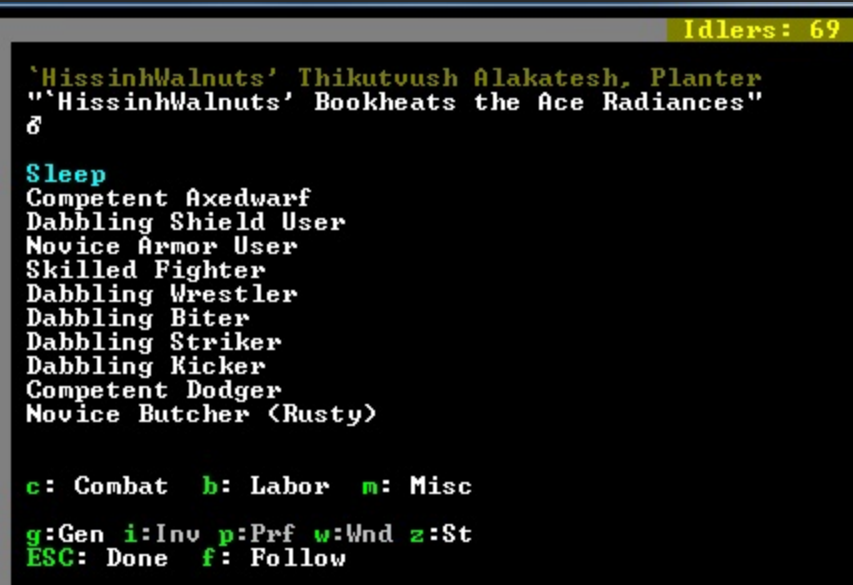 Idlers: 69
`HissinhWalnuts' Thikutvush Alakatesh, Planter
"`HissinhWalnuts' Bookheats the Ace Radiances"
♂
Sleep
Competent Axedwarf
Dabbling Shield User
Novice Armor User
Skilled Fighter
Dabbling Wrestler
Dabbling Biter
Dabbling Striker
Dabbling Kicker
Competent Dodger
Novice Butcher (Rusty)
c: Combat b: Labor m: Misc
g:Gen i:Inv p:Prf w:Wnd z:St
ESC: Done f: Follow